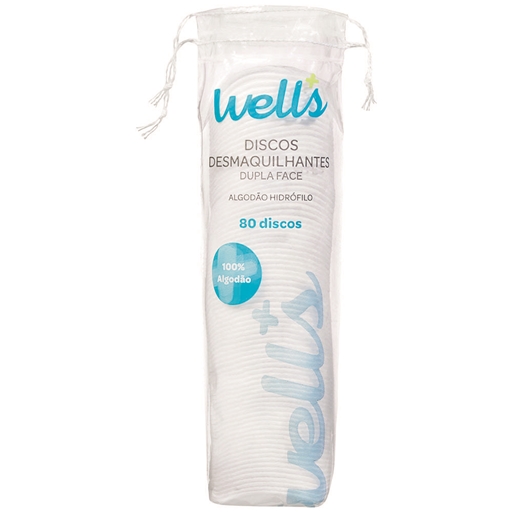 wells
DISCOS
DESMAQUILHANTES
DUPLA FACE
ALGODÃO HIDRÓFILO
80 discos
100%
Algodão
wells